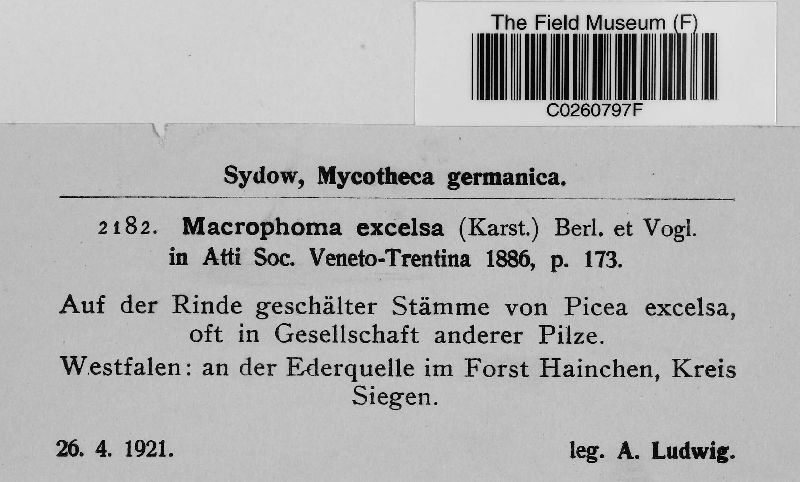 The Field Museum (F)
C0260797F
Sydow, Mycotheca germanica.
2182. Macrophoma excelsa (Karst.) Berl. et Vogl.
in Atti Soc. Veneto-Trentina 1886, p. 173.
Auf der Rinde geschälter Stämme von Picea excelsa,
oft in Gesellschaft anderer Pilze.
Westfalen: an der Ederquelle im Forst Hainchen, Kreis
Siegen.
26. 4. 1921. leg. A. Ludwig.